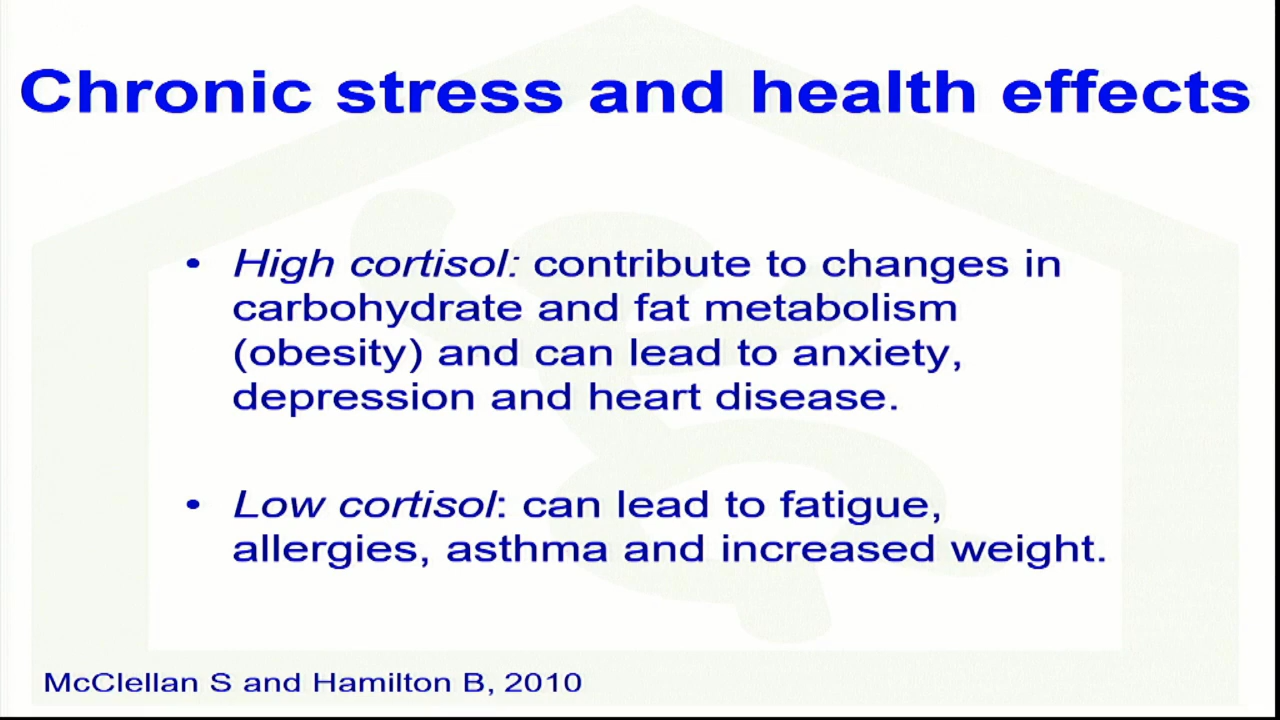 Chronic stress and health effects
• High cortisol: contribute to changes in
carbohydrate and fat metabolism
(obesity) and can lead to anxiety,
depression and heart disease.
• Low cortisol: can lead to fatigue,
allergies, asthma and increased weight.
McClellan S and Hamilton B, 2010